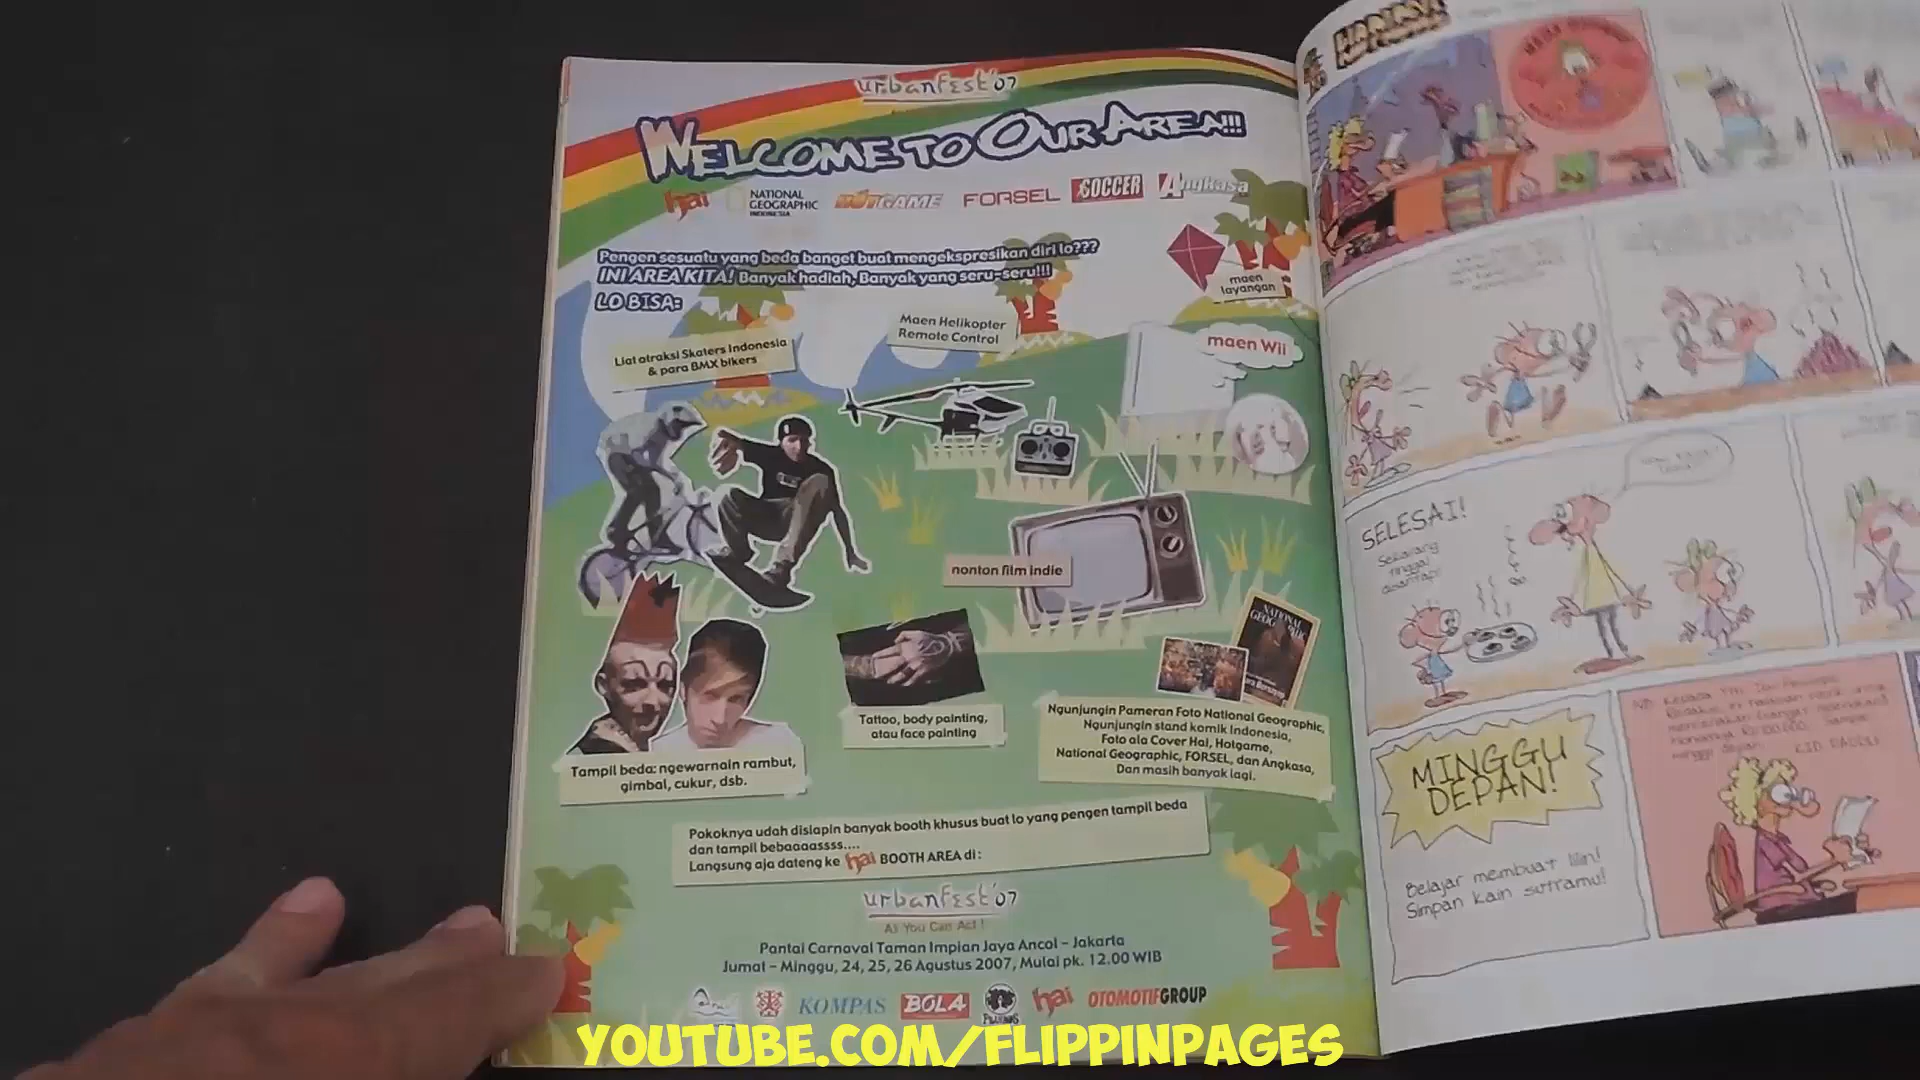 urbanfest'07
WELCOME TO OUR AREA!!!
hai
NATIONAL
GEOGRAPHIC
INDONESIA
HOTGAME
FORSEL
SOCCER
Angkasa
Pengen sesuatu yang beda banget buat mengekspresikan diri lo???
INI AREA KITA! Banyak hadiah, Banyak yang seru-seru!!!
LO BISA:
maen
layangan
Maen Helikopter
Remote Control
maen Wii
Liat atraksi Skaters Indonesia
& para BMX bikers
nonton film indie
NATIONAL
Tattoo, body painting,
atau face painting
Ngunjungin Pameran Foto National Geographic,
Ngunjungin stand komik Indonesia,
Foto ala Cover Hai, Hotgame,
National Geographic, FORSEL, dan Angkasa,
Dan masih banyak lagi.
Tampil beda: ngewarnain rambut,
gimbal, cukur, dsb.
Pokoknya udah disiapin banyak booth khusus buat lo yang pengen tampil beda
dan tampil bebaaaassss....
Langsung aja dateng ke hai BOOTH AREA di:
urbanfest'07
As You Can Act!
Pantai Carnaval Taman Impian Jaya Ancol - Jakarta
Jumat - Minggu, 24, 25, 26 Agustus 2007, Mulai pk. 12.00 WIB
KOMPAS
BOLA
hai
OTOMOTIFGROUP
SELESAI!
Sekarang
tinggal
MINGGU
DEPAN!
Belajar membuat lilin!
Simpan kain sutramu!
YOUTUBE.COM/FLIPPINPAGES